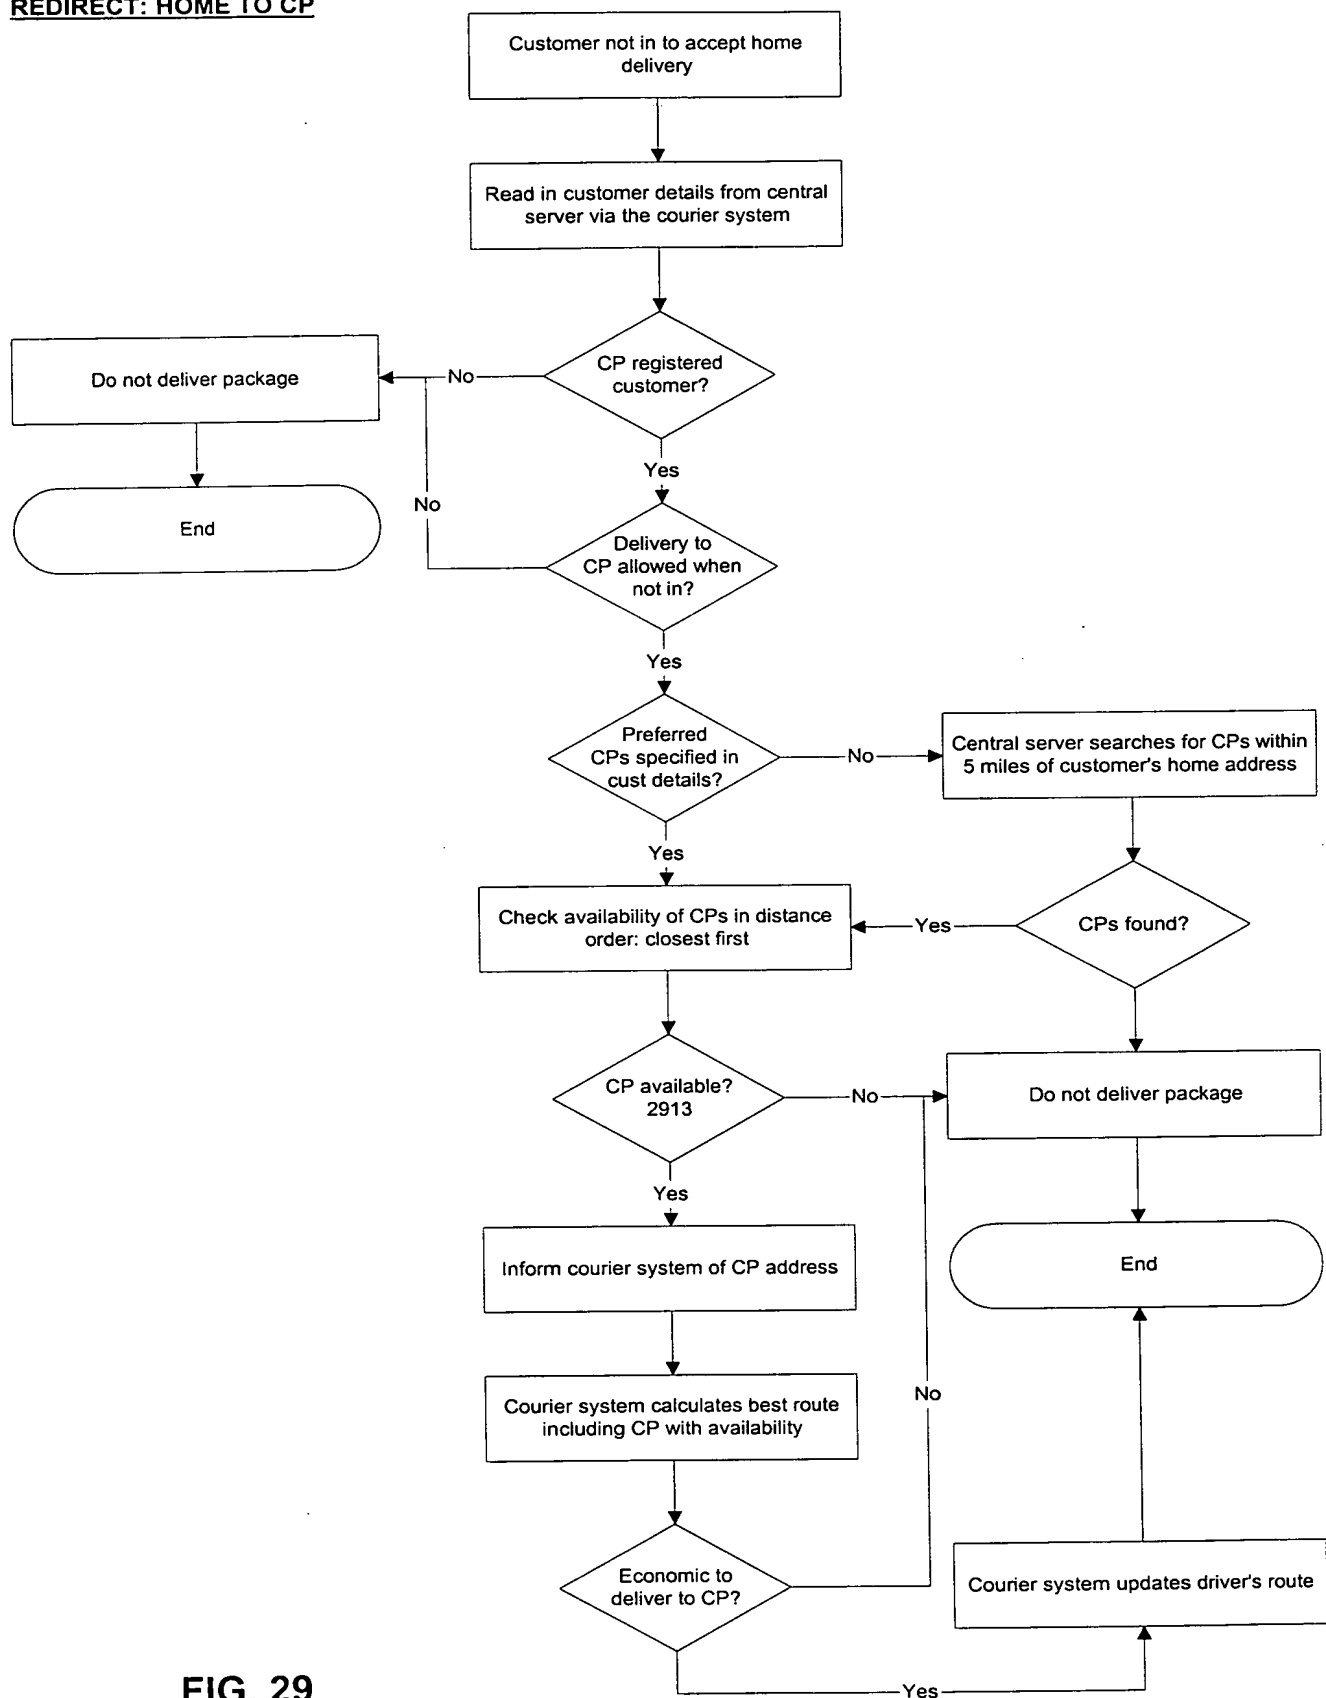 REDIRECT: HOME TO CP
Customer not in to accept home
delivery
Read in customer details from central
server via the courier system
CP registered
customer?
No
Do not deliver package
End
Yes
No
Delivery to
CP allowed when
not in?
Yes
Preferred
CPs specified in
cust details?
No
Central server searches for CPs within
5 miles of customer's home address
Yes
Check availability of CPs in distance
order: closest first
Yes
CPs found?
CP available?
2913
No
Do not deliver package
Yes
Inform courier system of CP address
End
Courier system calculates best route
including CP with availability
No
Economic to
deliver to CP?
Courier system updates driver's route
Yes
FIG. 29